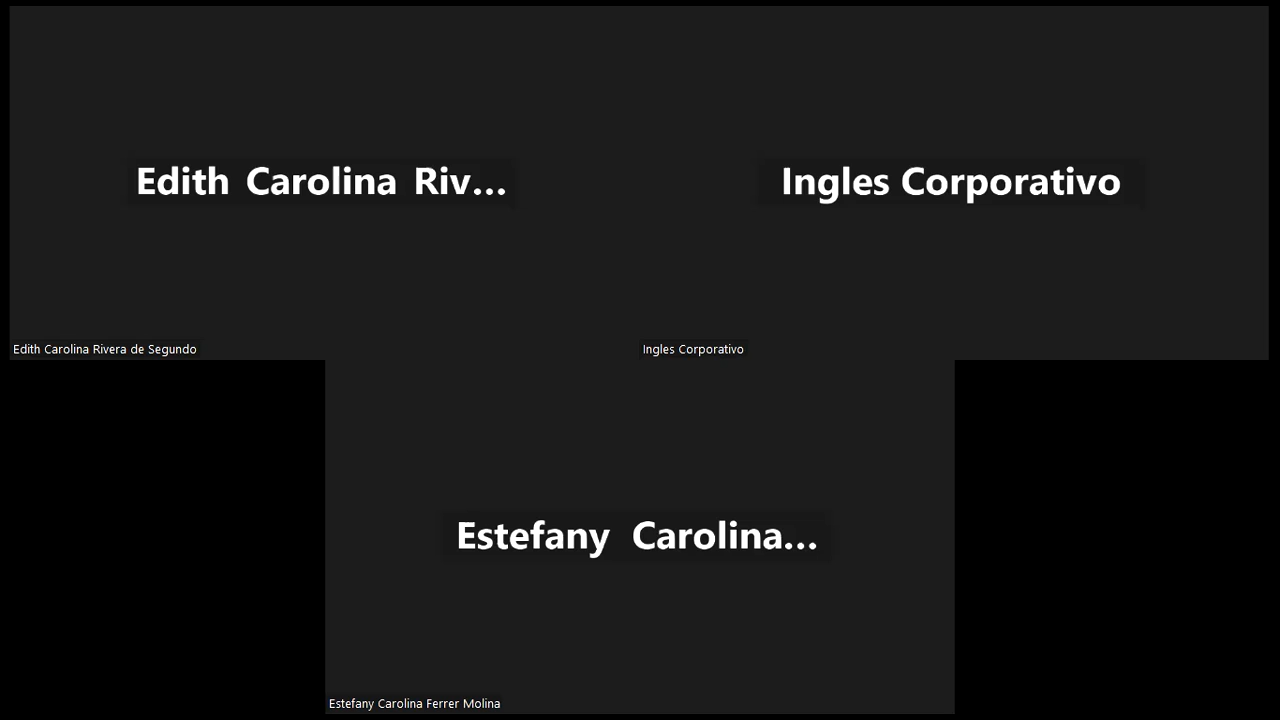 Edith Carolina Riv...
Ingles Corporativo
Edith Carolina Rivera de Segundo
Ingles Corporativo
Estefany Carolina...
Estefany Carolina Ferrer Molina